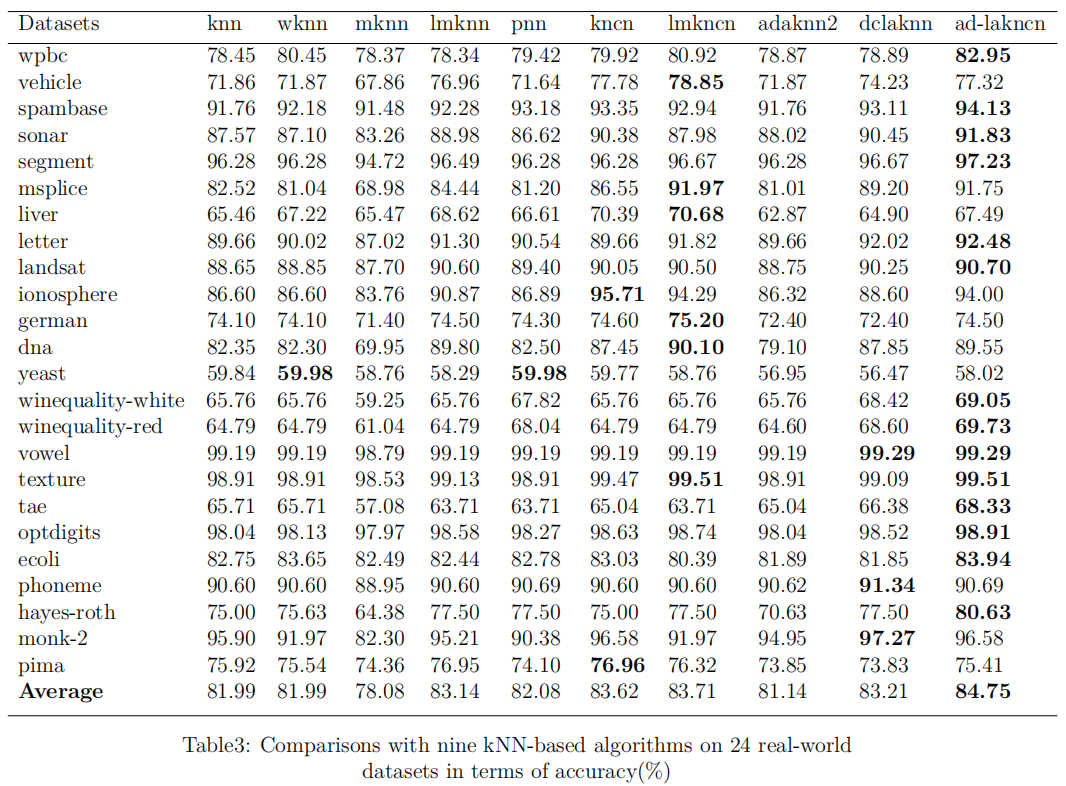 Datasets knn wknn mknn lmknn pnn kncn lmkncn adaknn2 dclaknn ad-lakncn
wpbc 78.45 80.45 78.37 78.34 79.42 79.92 80.92 78.87 78.89 82.95
vehicle 71.86 71.87 67.86 76.96 71.64 77.78 78.85 71.87 74.23 77.32
spambase 91.76 92.18 91.48 92.28 93.18 93.35 92.94 91.76 93.11 94.13
sonar 87.57 87.10 83.26 88.98 86.62 90.38 87.98 88.02 90.45 91.83
segment 96.28 96.28 94.72 96.49 96.28 96.28 96.67 96.28 96.67 97.23
msplice 82.52 81.04 68.98 84.44 81.20 86.55 91.97 81.01 89.20 91.75
liver 65.46 67.22 65.47 68.62 66.61 70.39 70.68 62.87 64.90 67.49
letter 89.66 90.02 87.02 91.30 90.54 89.66 91.82 89.66 92.02 92.48
landsat 88.65 88.85 87.70 90.60 89.40 90.05 90.50 88.75 90.25 90.70
ionosphere 86.60 86.60 83.76 90.87 86.89 95.71 94.29 86.32 88.60 94.00
german 74.10 74.10 71.40 74.50 74.30 74.60 75.20 72.40 72.40 74.50
dna 82.35 82.30 69.95 89.80 82.50 87.45 90.10 79.10 87.85 89.55
yeast 59.84 59.98 58.76 58.29 59.98 59.77 58.76 56.95 56.47 58.02
winequality-white 65.76 65.76 59.25 65.76 67.82 65.76 65.76 65.76 68.42 69.05
winequality-red 64.79 64.79 61.04 64.79 68.04 64.79 64.79 64.60 68.60 69.73
vowel 99.19 99.19 98.79 99.19 99.19 99.19 99.19 99.19 99.29 99.29
texture 98.91 98.91 98.53 99.13 98.91 99.47 99.51 98.91 99.09 99.51
tae 65.71 65.71 57.08 63.71 63.71 65.04 63.71 65.04 66.38 68.33
optdigits 98.04 98.13 97.97 98.58 98.27 98.63 98.74 98.04 98.52 98.91
ecoli 82.75 83.65 82.49 82.44 82.78 83.03 80.39 81.89 81.85 83.94
phoneme 90.60 90.60 88.95 90.60 90.69 90.60 90.60 90.62 91.34 90.69
hayes-roth 75.00 75.63 64.38 77.50 77.50 75.00 77.50 70.63 77.50 80.63
monk-2 95.90 91.97 82.30 95.21 90.38 96.58 91.97 94.95 97.27 96.58
pima 75.92 75.54 74.36 76.95 74.10 76.96 76.32 73.85 73.83 75.41
Average 81.99 81.99 78.08 83.14 82.08 83.62 83.71 81.14 83.21 84.75
Table3: Comparisons with nine kNN-based algorithms on 24 real-world
datasets in terms of accuracy(%)